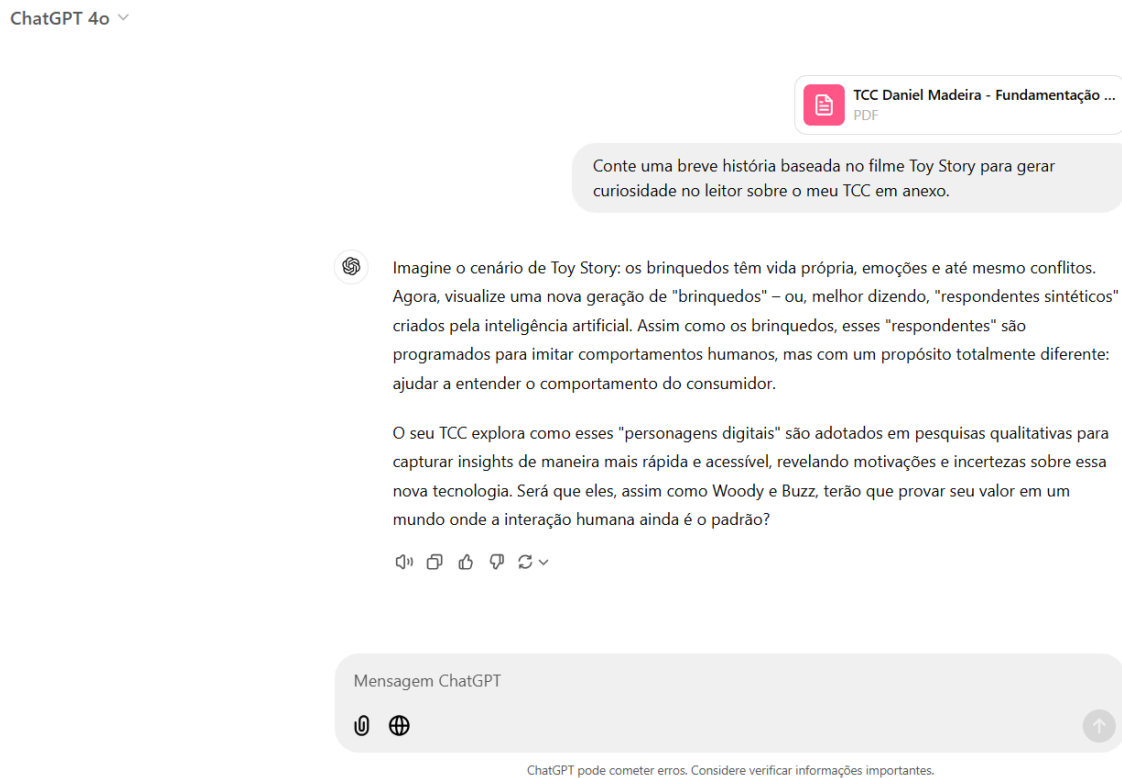 ChatGPT 4o
TCC Daniel Madeira - Fundamentação ...
PDF
Conte uma breve história baseada no filme Toy Story para gerar
curiosidade no leitor sobre o meu TCC em anexo.
Imagine o cenário de Toy Story: os brinquedos têm vida própria, emoções e até mesmo conflitos.
Agora, visualize uma nova geração de "brinquedos" – ou, melhor dizendo, "respondentes sintéticos"
criados pela inteligência artificial. Assim como os brinquedos, esses "respondentes" são
programados para imitar comportamentos humanos, mas com um propósito totalmente diferente:
ajudar a entender o comportamento do consumidor.
O seu TCC explora como esses "personagens digitais" são adotados em pesquisas qualitativas para
capturar insights de maneira mais rápida e acessível, revelando motivações e incertezas sobre essa
nova tecnologia. Será que eles, assim como Woody e Buzz, terão que provar seu valor em um
mundo onde a interação humana ainda é o padrão?
Mensagem ChatGPT
ChatGPT pode cometer erros. Considere verificar informações importantes.